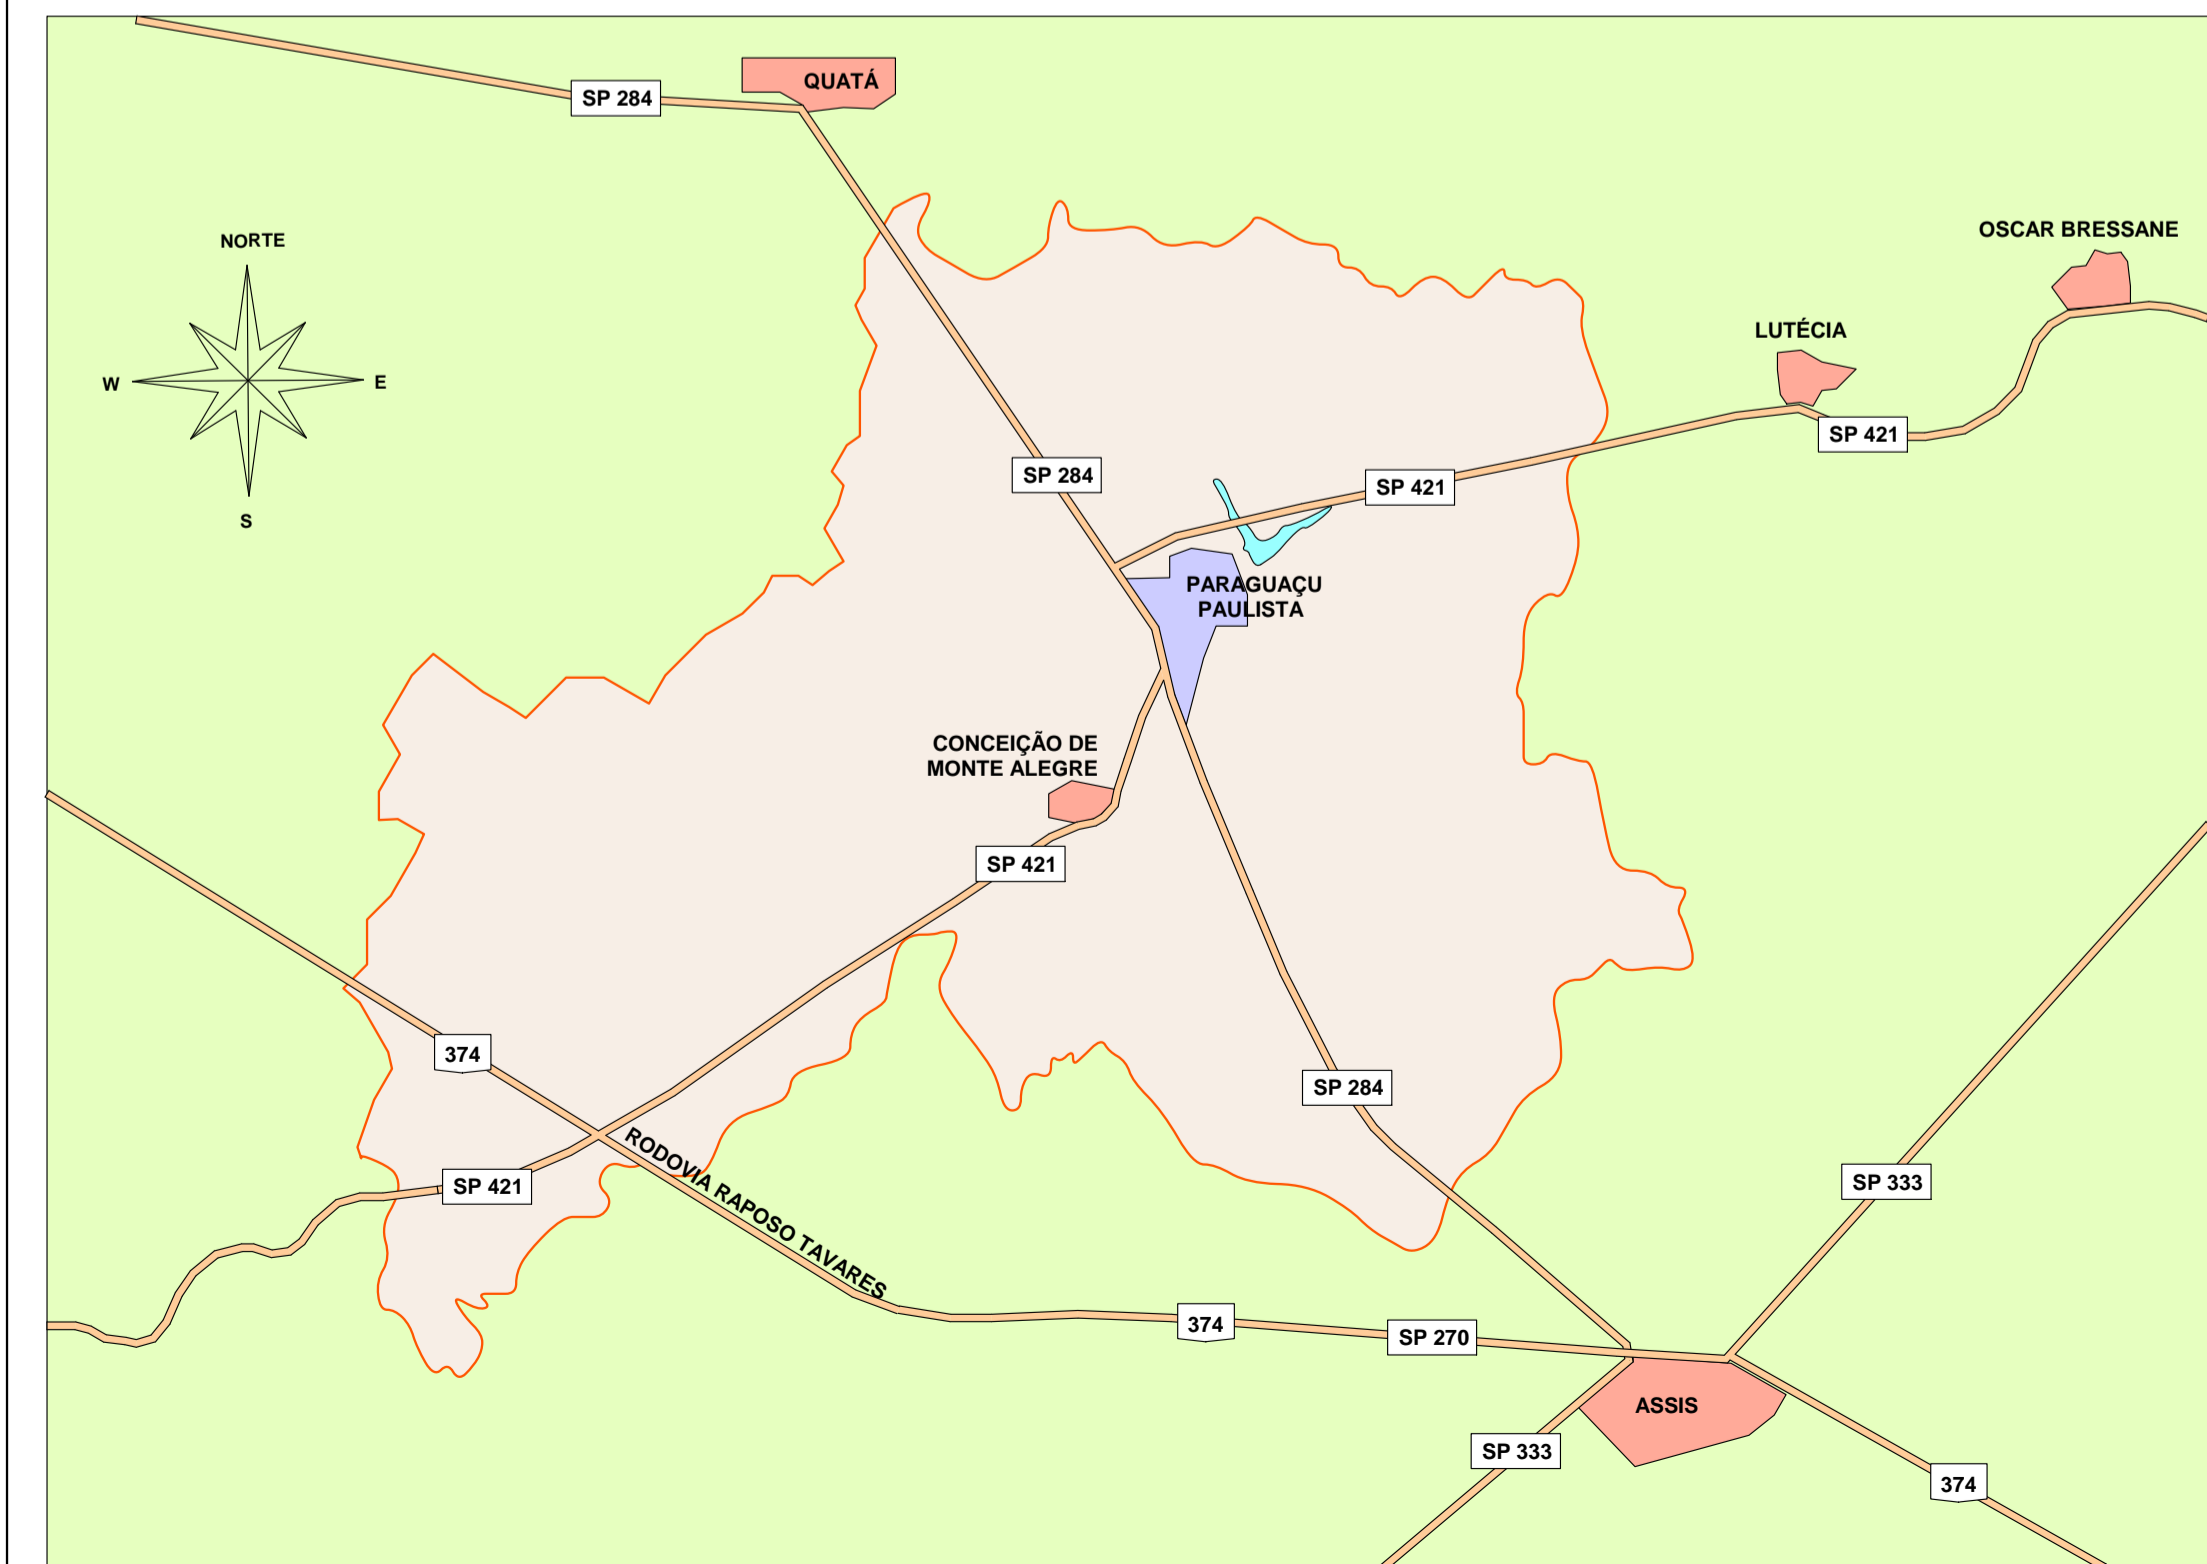 QUATÁ
SP 284
OSCAR BRESSANE
NORTE
LUTÉCIA
W
E
SP 421
SP 284
SP 421
S
PARAGUAÇU
PAULISTA
CONCEIÇÃO DE
MONTE ALEGRE
SP 421
374
SP 284
RODOVIA RAPOSO TAVARES
SP 333
SP 421
374
SP 270
ASSIS
SP 333
374